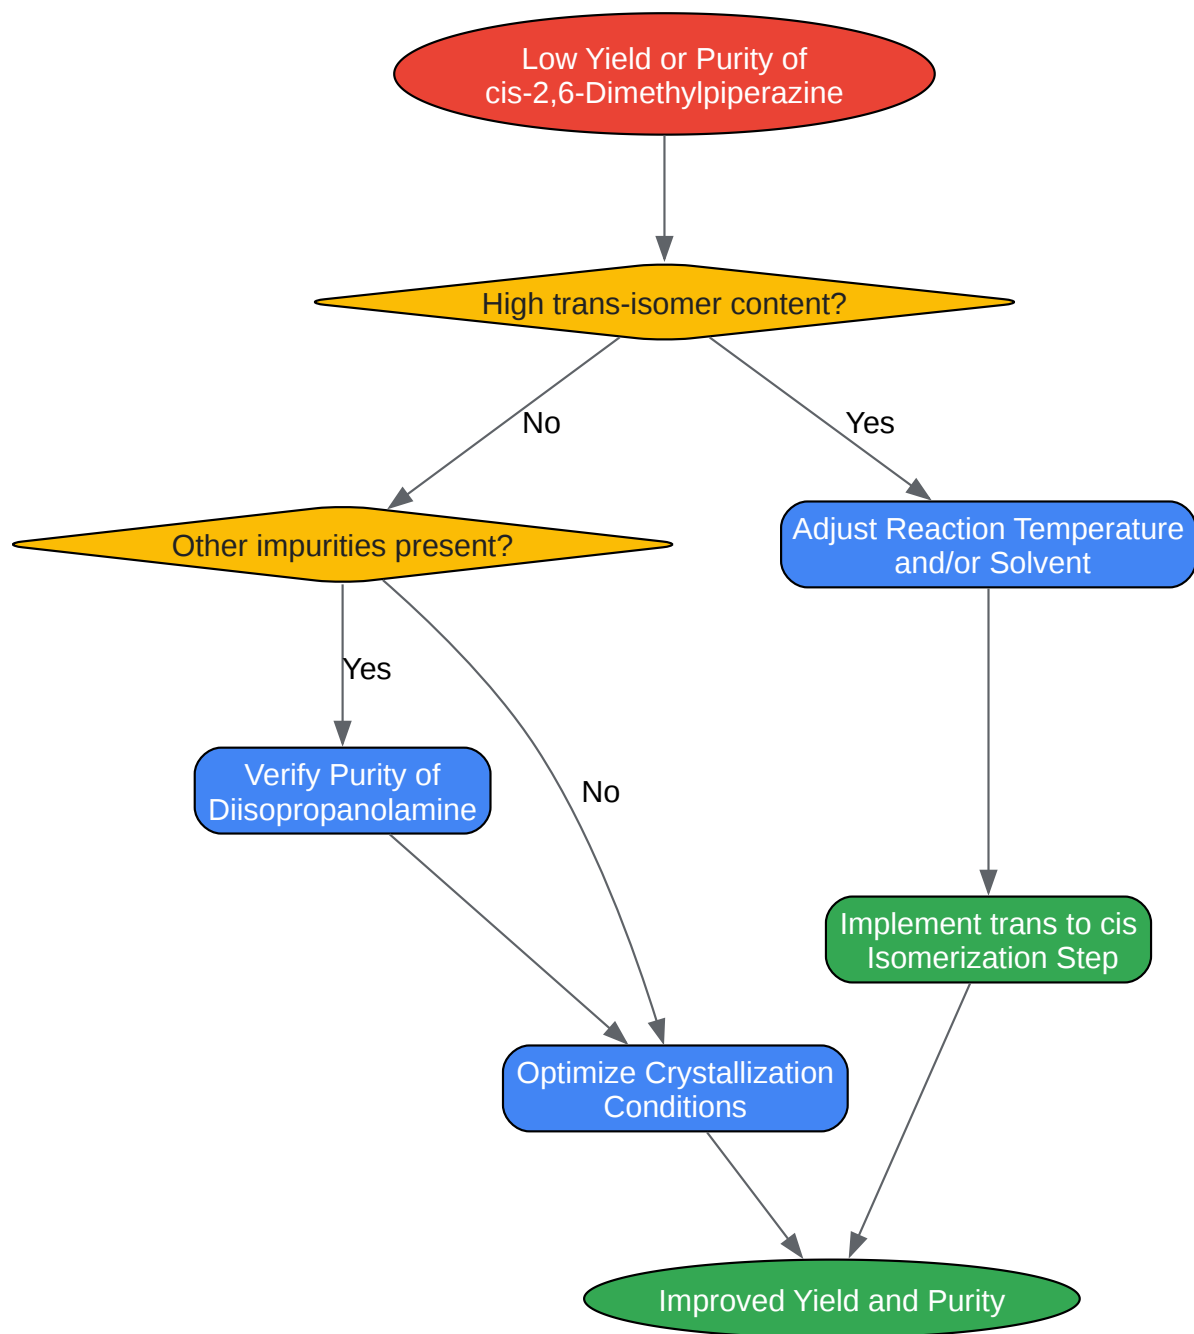 Low Yield or Purity of
cis-2,6-Dimethylpiperazine
High trans-isomer content?
No
Yes
Other impurities present?
Adjust Reaction Temperature
and/or Solvent
Yes
Verify Purity of
Diisopropanolamine
No
Implement trans to cis
Isomerization Step
Optimize Crystallization
Conditions
Improved Yield and Purity